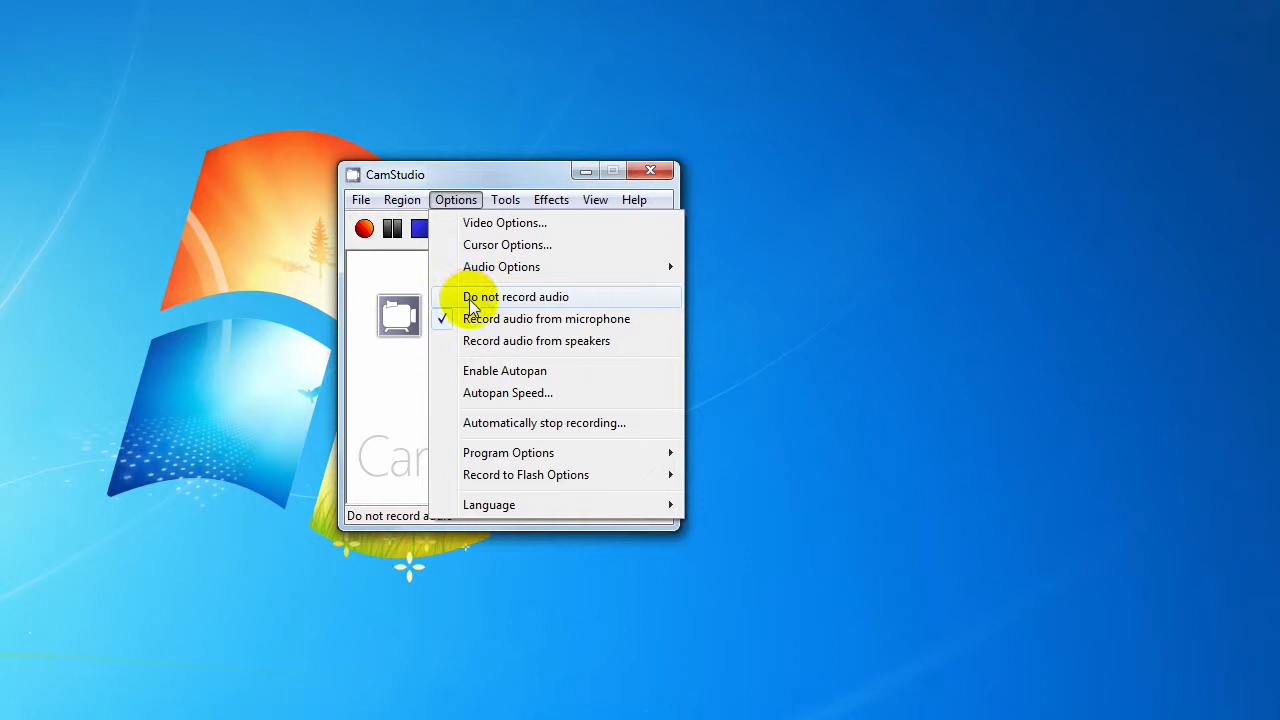 CamStudio
File Region Options Tools Effects View Help
Video Options...
Cursor Options...
Audio Options
Do not record audio
Record audio from microphone
Record audio from speakers
Enable Autopan
Autopan Speed...
Automatically stop recording...
Program Options
Record to Flash Options
Language
Do not record audio